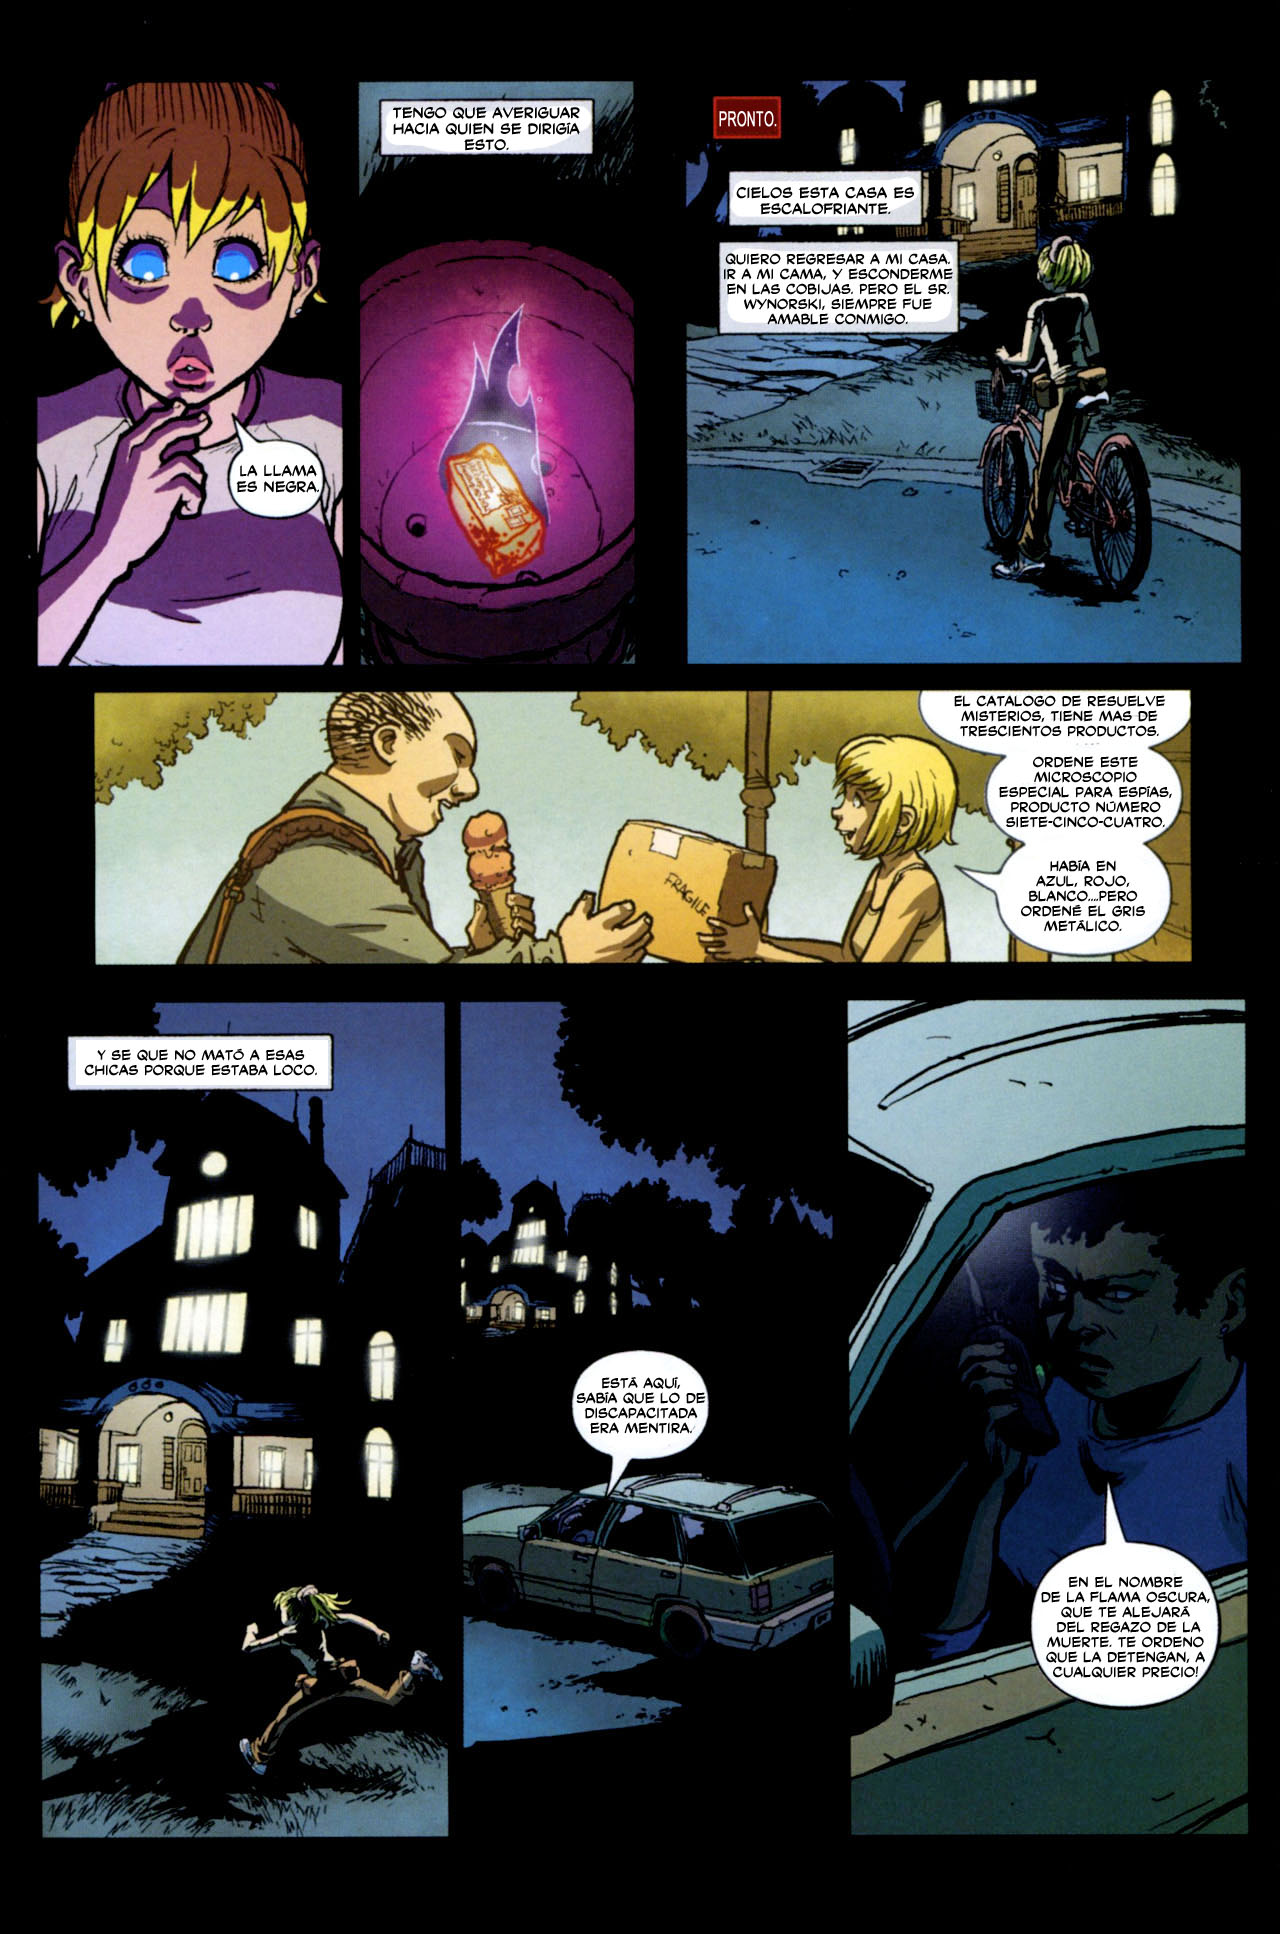 LA LLAMA
ES NEGRA.
TENGO QUE AVERIGUAR
HACIA QUIEN SE DIRIGÍA
ESTO.
PRONTO.
CIELOS ESTA CASA ES
ESCALOFRIANTE.
QUIERO REGRESAR A MI CASA.
IR A MI CAMA, Y ESCONDERME
EN LAS COBIJAS. PERO EL SR.
WYNORSKI, SIEMPRE FUE
AMABLE CONMIGO.
EL CATALOGO DE RESUELVE
MISTERIOS, TIENE MAS DE
TRESCIENTOS PRODUCTOS.
ORDENE ESTE
MICROSCOPIO
ESPECIAL PARA ESPÍAS,
PRODUCTO NÚMERO
SIETE-CINCO-CUATRO.
HABÍA EN
AZUL, ROJO,
BLANCO....PERO
ORDENÉ EL GRIS
METÁLICO.
FRAGILE
Y SE QUE NO MATÓ A ESAS
CHICAS PORQUE ESTABA LOCO.
ESTÁ AQUÍ,
SABÍA QUE LO DE
DISCAPACITADA
ERA MENTIRA.
EN EL NOMBRE
DE LA FLAMA OSCURA,
QUE TE ALEJARÁ
DEL REGAZO DE LA
MUERTE. TE ORDENO
QUE LA DETENGAN, A
CUALQUIER PRECIO!